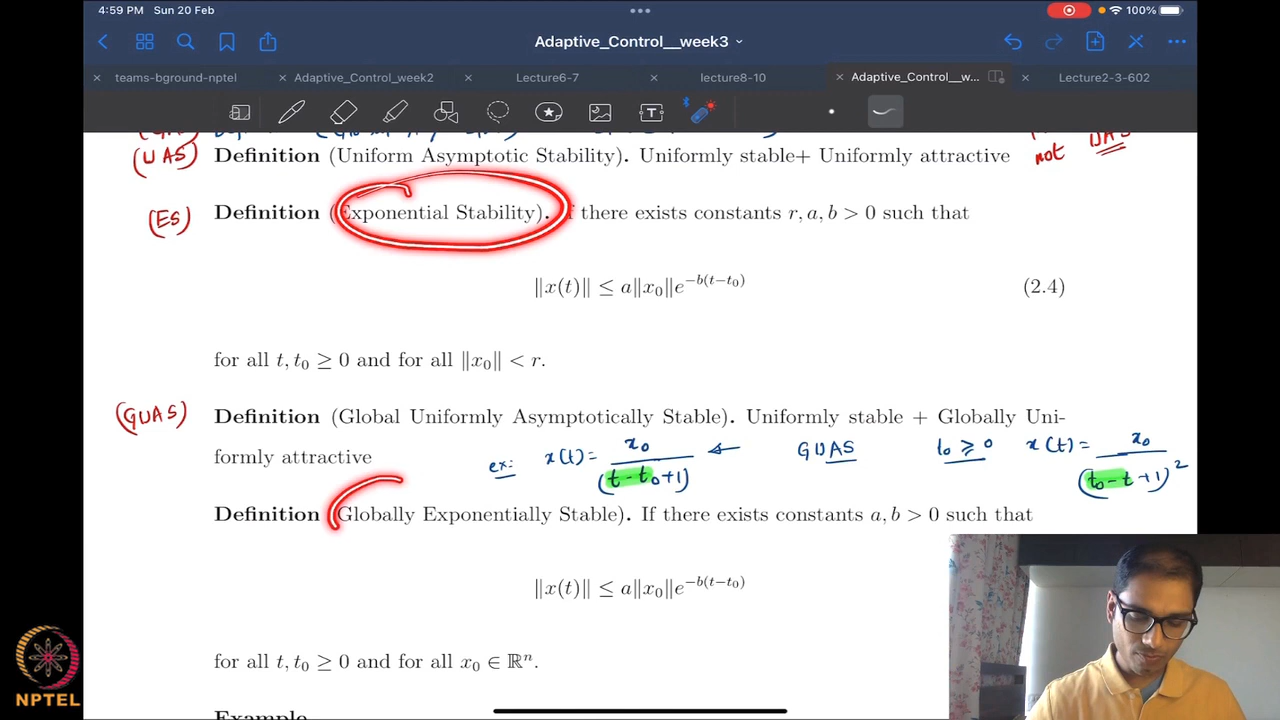 4:59 PM Sun 20 Feb
100%
Adaptive_Control__week3
teams-bground-nptel
Adaptive_Control_week2
Lecture6-7
lecture8-10
Adaptive_Control__w...
Lecture2-3-602
(UAS) Definition (Uniform Asymptotic Stability). Uniformly stable+ Uniformly attractive
not UAS
(ES) Definition (Exponential Stability). If there exists constants r, a, b > 0 such that
‖x(t)‖ ≤ a‖x₀‖e^{−b(t−t₀)} (2.4)
for all t, t₀ ≥ 0 and for all ‖x₀‖ < r.
(GUAS) Definition (Global Uniformly Asymptotically Stable). Uniformly stable + Globally Uni-
formly attractive
ex: x(t) = x₀/(t-t₀+1) ← GUAS t₀ ≥ 0 x(t) = x₀/(t₀-t+1)²
Definition (Globally Exponentially Stable). If there exists constants a, b > 0 such that
‖x(t)‖ ≤ a‖x₀‖e^{−b(t−t₀)}
for all t, t₀ ≥ 0 and for all x₀ ∈ ℝⁿ.
Example
NPTEL